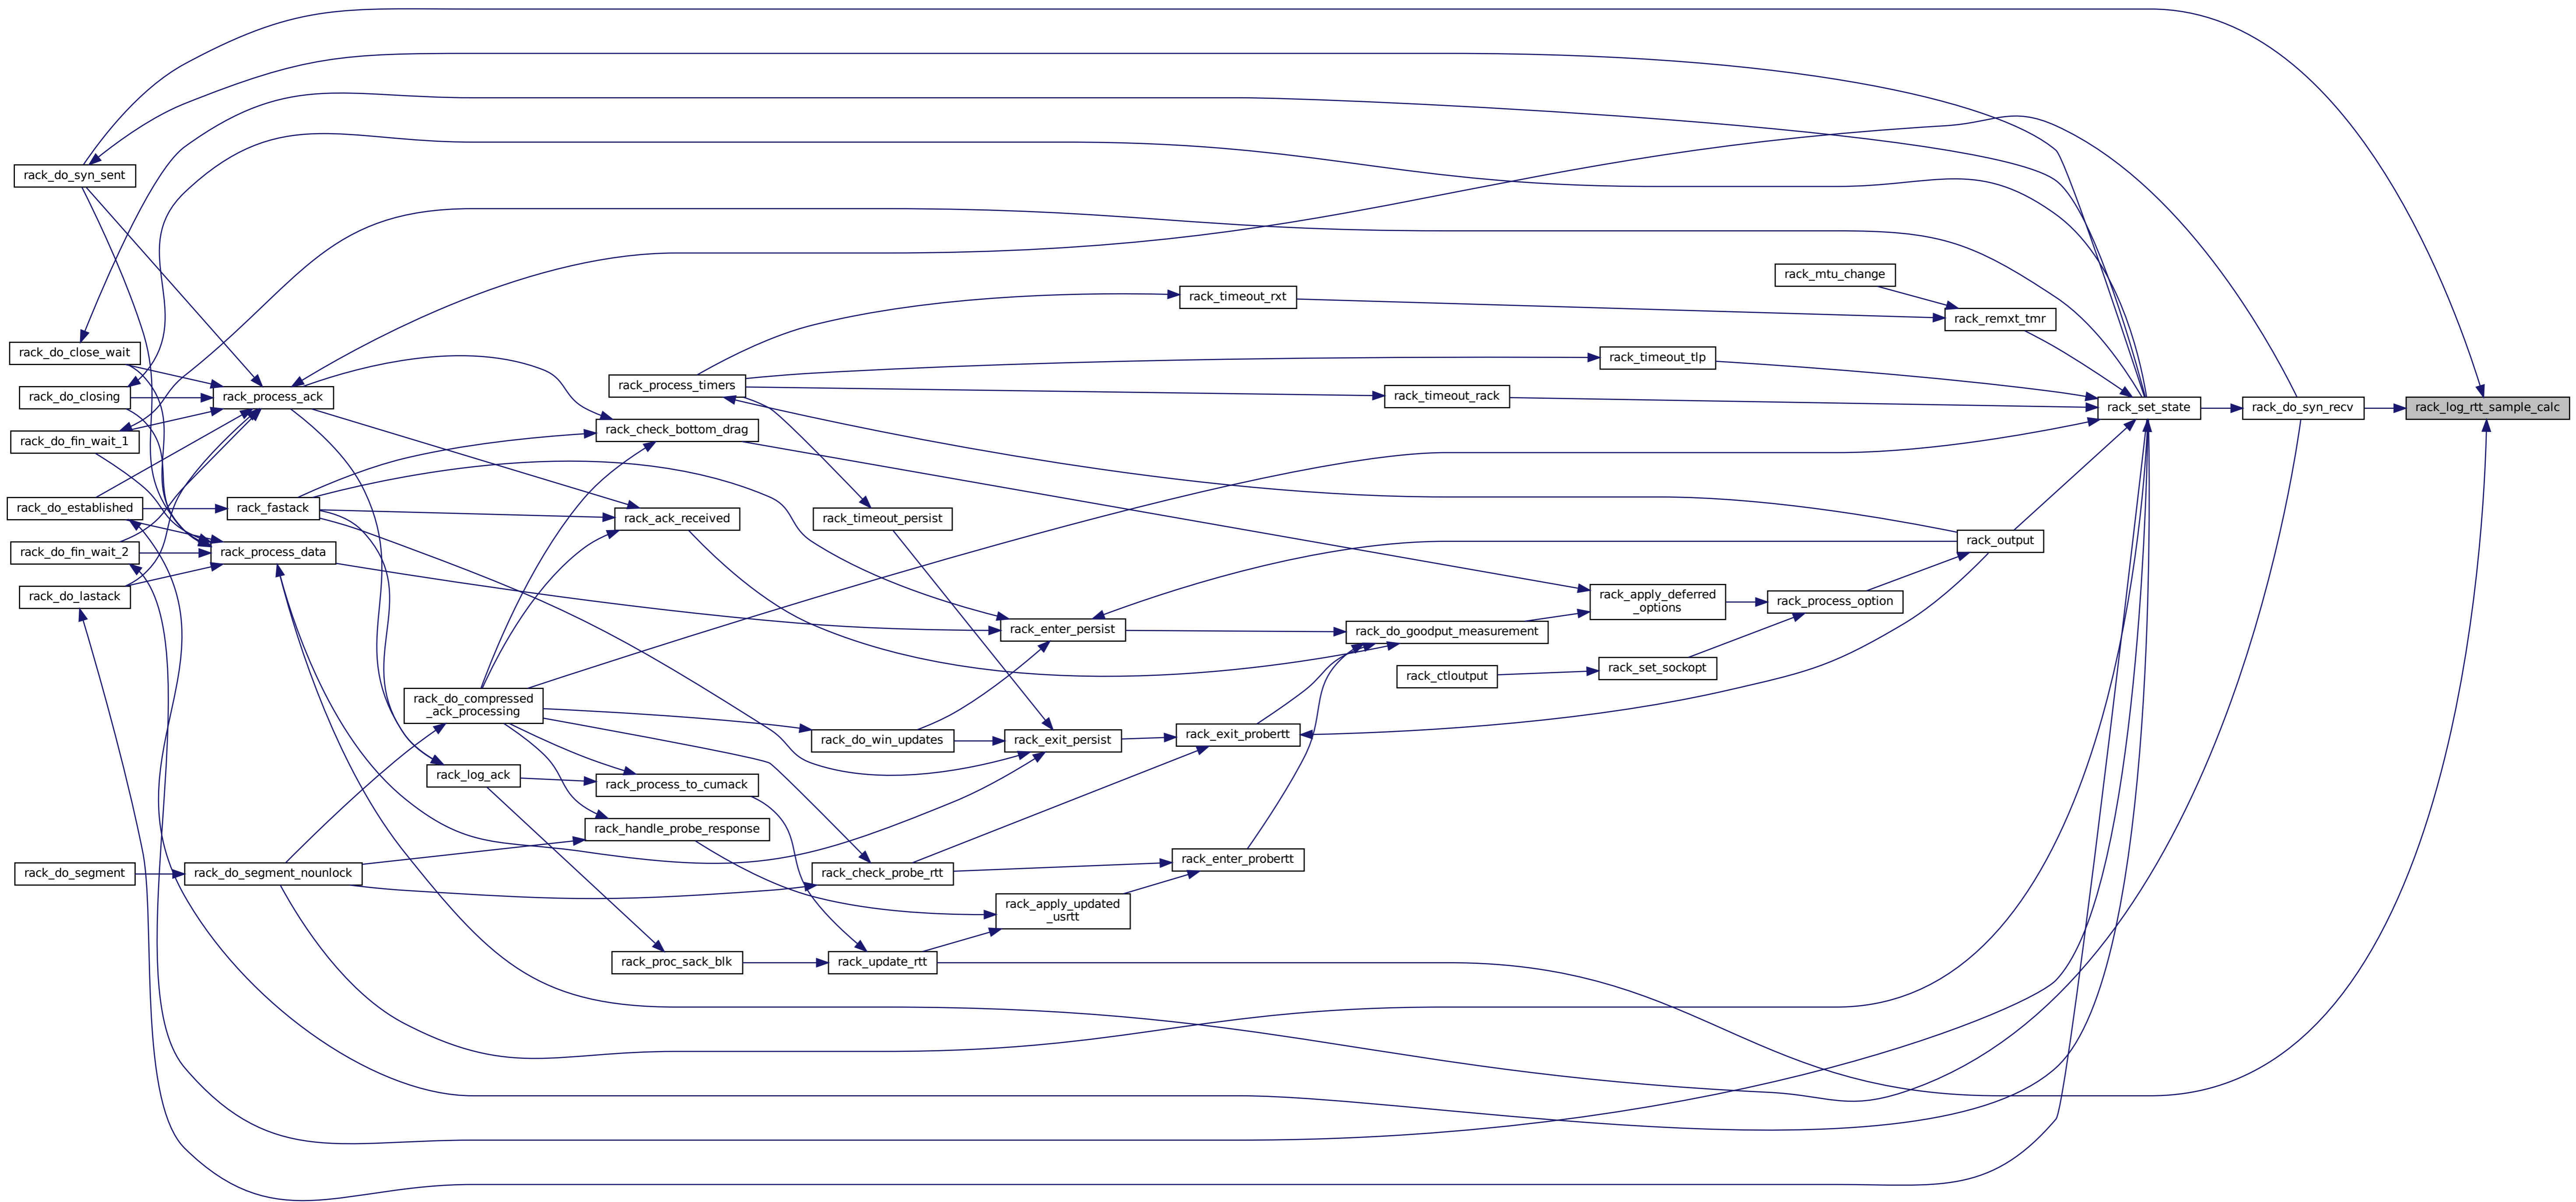 rack_do_syn_sent
rack_mtu_change
rack_timeout_rxt
rack_remxt_tmr
rack_do_close_wait
rack_timeout_tlp
rack_process_timers
rack_do_closing
rack_process_ack
rack_timeout_rack
rack_set_state
rack_do_syn_recv
rack_log_rtt_sample_calc
rack_check_bottom_drag
rack_do_fin_wait_1
rack_do_established
rack_fastack
rack_ack_received
rack_timeout_persist
rack_output
rack_do_fin_wait_2
rack_process_data
rack_do_lastack
rack_apply_deferred
_options
rack_process_option
rack_enter_persist
rack_do_goodput_measurement
rack_set_sockopt
rack_ctloutput
rack_do_compressed
_ack_processing
rack_do_win_updates
rack_exit_persist
rack_exit_probertt
rack_log_ack
rack_process_to_cumack
rack_handle_probe_response
rack_enter_probertt
rack_do_segment
rack_do_segment_nounlock
rack_check_probe_rtt
rack_apply_updated
_usrtt
rack_proc_sack_blk
rack_update_rtt